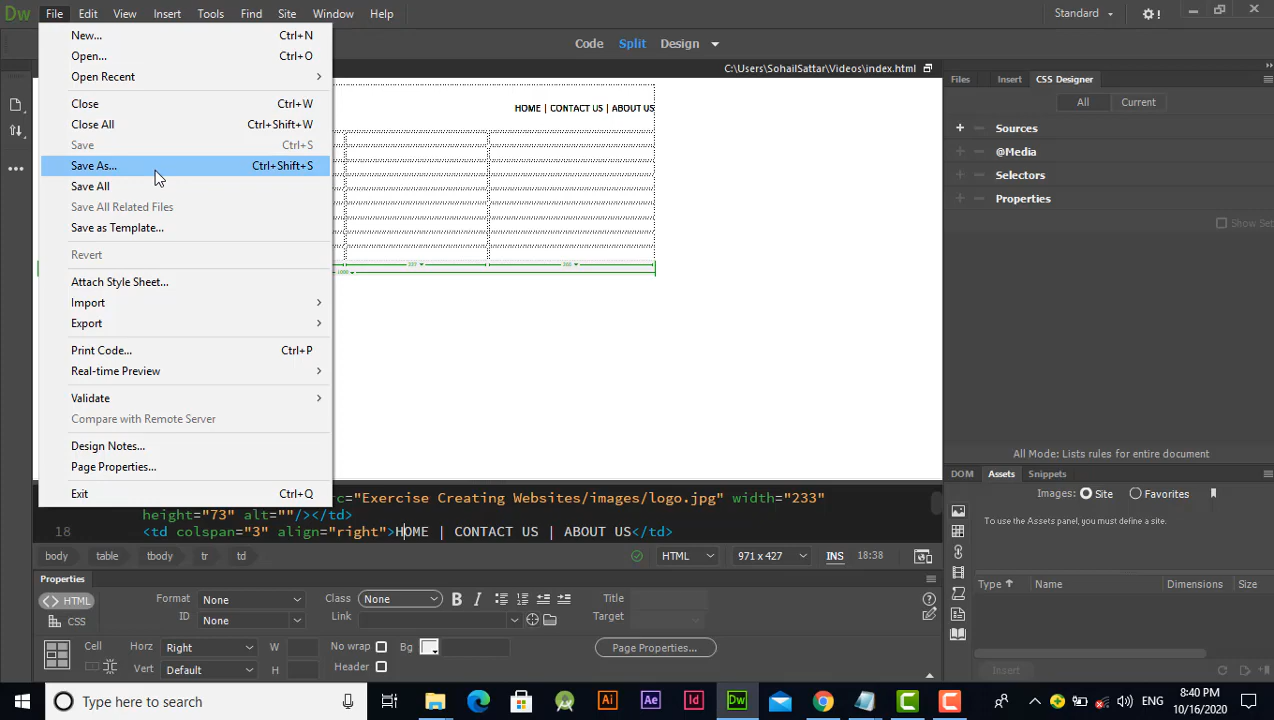 Dw File Edit View Insert Tools Find Site Window Help Standard
Code Split Design
C:\Users\SohailSattar\Videos\index.html
New... Ctrl+N
Open... Ctrl+O
Open Recent
Close Ctrl+W
Close All Ctrl+Shift+W
Save Ctrl+S
Save As... Ctrl+Shift+S
Save All
Save All Related Files
Save as Template...
Revert
Attach Style Sheet...
Import
Export
Print Code... Ctrl+P
Real-time Preview
Validate
Compare with Remote Server
Design Notes...
Page Properties...
Exit Ctrl+Q
HOME | CONTACT US | ABOUT US
Files Insert CSS Designer
All Current
Sources
@Media
Selectors
Properties
Show Set
All Mode: Lists rules for entire document
DOM Assets Snippets
Images: Site Favorites
To use the Assets panel, you must define a site.
Type Name Dimensions Size
Insert
rc="Exercise Creating Websites/images/logo.jpg" width="233"
height="73" alt=""/></td>
18 <td colspan="3" align="right">HOME | CONTACT US | ABOUT US</td>
body table tbody tr td HTML 971 x 427 INS 18:38
Properties
HTML Format None Class None B I Title
CSS ID None Link Target
Cell Horz Right W No wrap Bg Page Properties...
Vert Default H Header
Type here to search Ai Ae Id Dw ENG 8:40 PM
10/16/2020